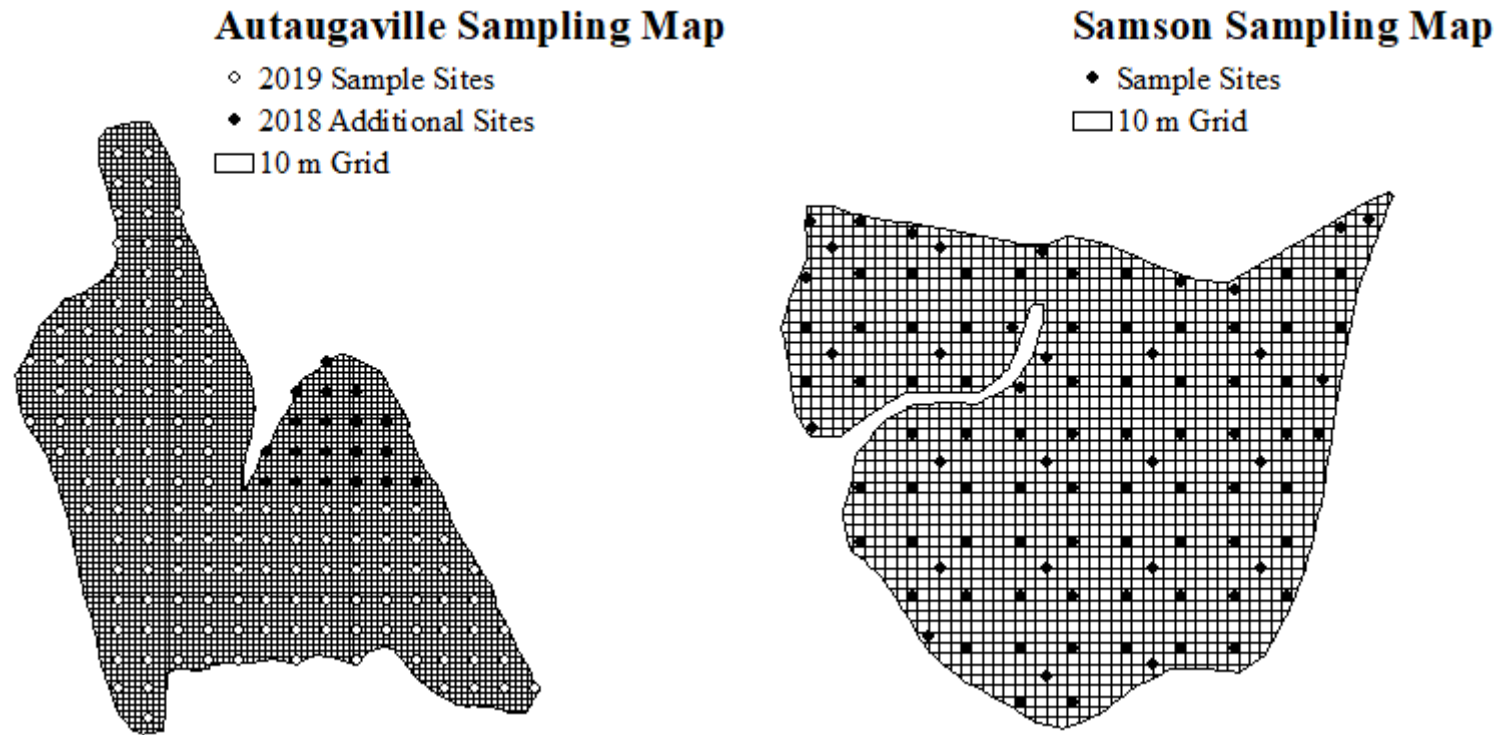 Autaugaville Sampling Map
2019 Sample Sites
2018 Additional Sites
10 m Grid
Samson Sampling Map
Sample Sites
10 m Grid